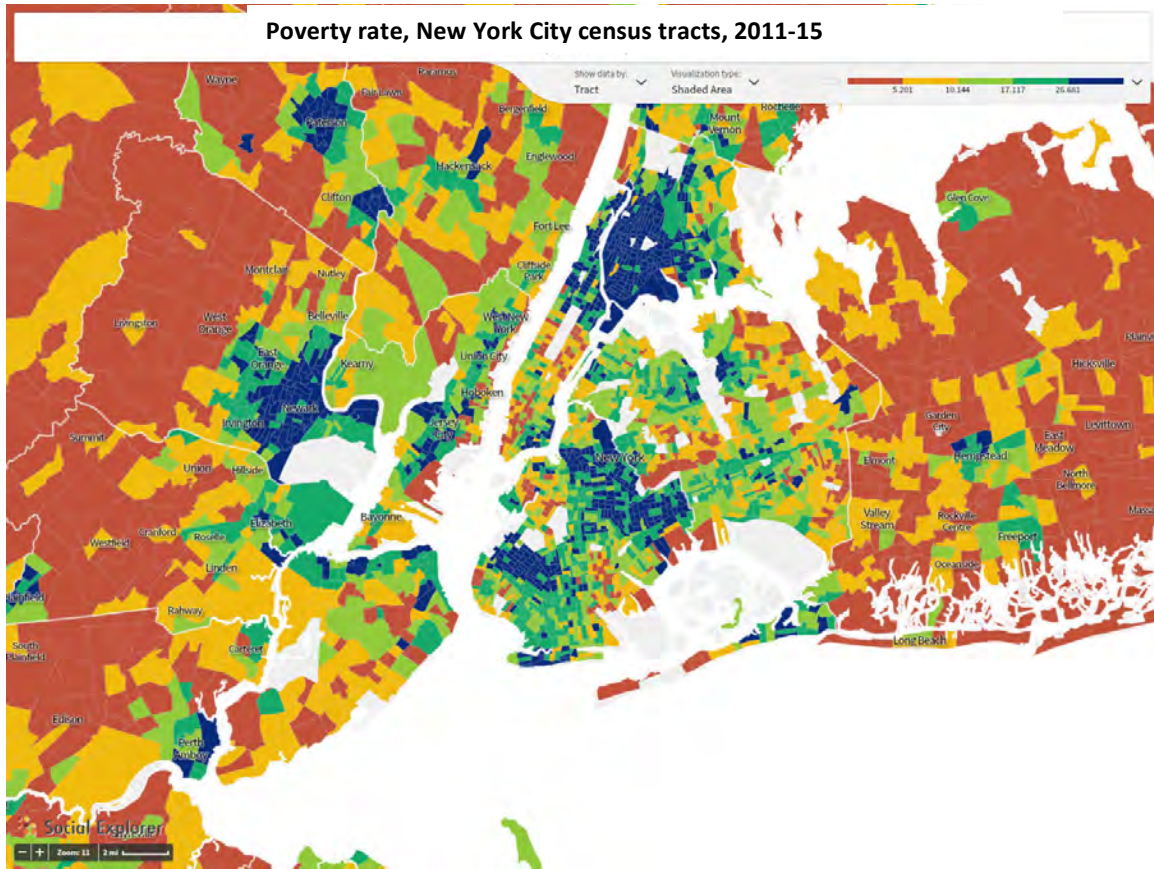 Poverty rate, New York City census tracts, 2011-15
Show data by:
Tract
Visualization type:
Shaded Area
5.201 10.144 17.117 26.681
Wayne
Fair Lawn
Paramus
Bergenfield
Mount
Vernon
Rochelle
Paterson
Hackensack
Englewood
Clifton
Glen Cove
Fort Lee
Montclair
Nutley
Cliffside
Park
Livingston
West
Orange
Belleville
West New
York
Plainv
East
Orange
Kearny
Union City
Hicksville
Hoboken
Newark
Irvington
Jersey
City
Garden
City
Levittown
Summit
New York
East
Meadow
Union
Hillside
Elmont
Hempstead
North
Bellmore
Elizabeth
Bayonne
Valley
Stream
Rockville
Centre
Massa
Cranford
Roselle
Freeport
Westfield
Linden
Oceanside
Plainfield
Rahway
South
Plainfield
Carteret
Long Beach
Edison
Perth
Amboy
Social Explorer
− + Zoom: 11 2 mi